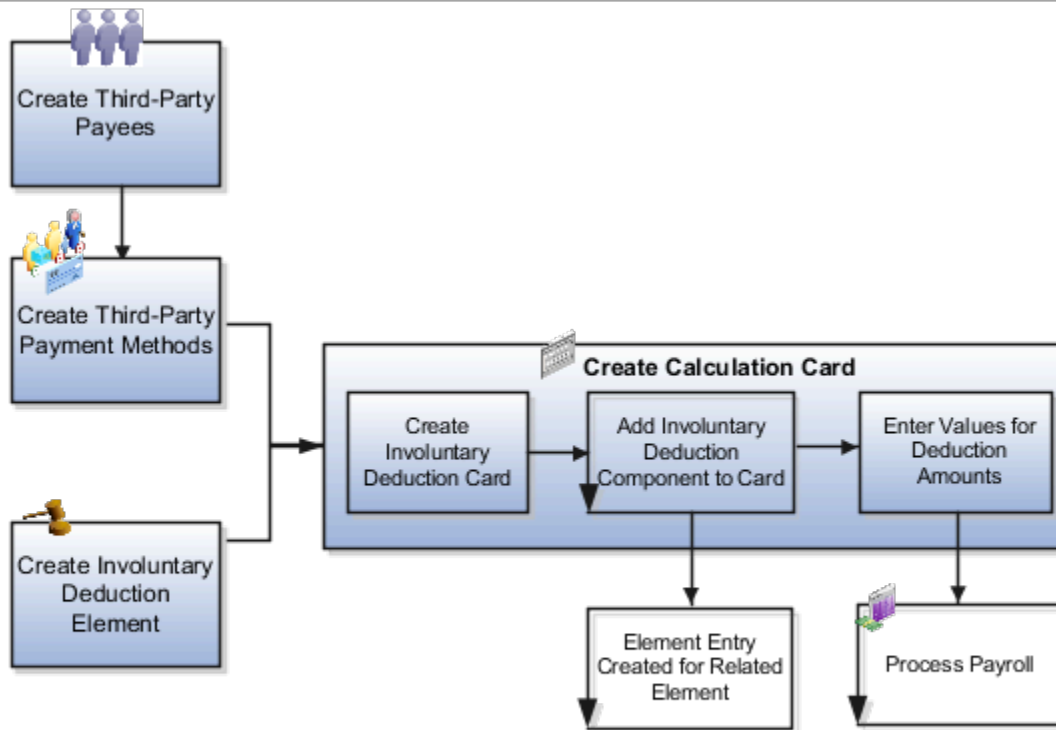 Create Third-Party
Payees
Create Third-Party
Payment Methods
Create Involuntary
Deduction
Element
Create Calculation Card
Create
Involuntary
Deduction Card
Add Involuntary
Deduction
Component to Card
Enter Values for
Deduction
Amounts
Element Entry
Created for Related
Element
Process Payroll